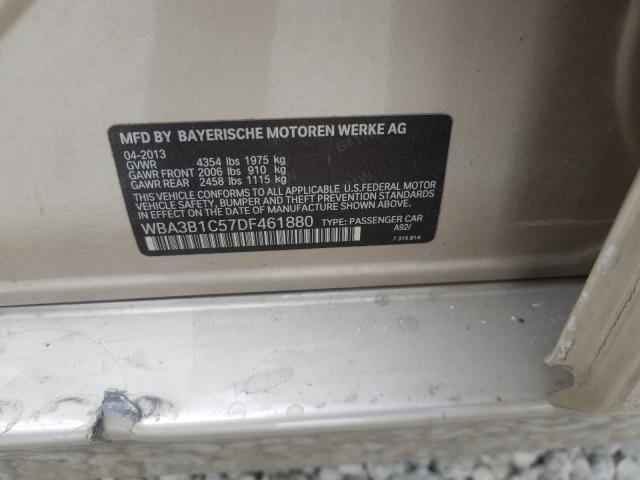 MFD BY BAYERISCHE MOTOREN WERKE AG
04-2013
GVWR 4354 lbs 1975 kg
GAWR FRONT 2006 lbs 910 kg
GAWR REAR 2458 lbs 1115 kg
THIS VEHICLE CONFORMS TO ALL APPLICABLE U.S.FEDERAL MOTOR
VEHICLE SAFETY, BUMPER, AND THEFT PREVENTION STANDARDS
IN EFFECT ON THE DATE OF MANUFACTURE SHOWN ABOVE.
WBA3B1C57DF461880 TYPE: PASSENGER CAR
A92/
7 315 814